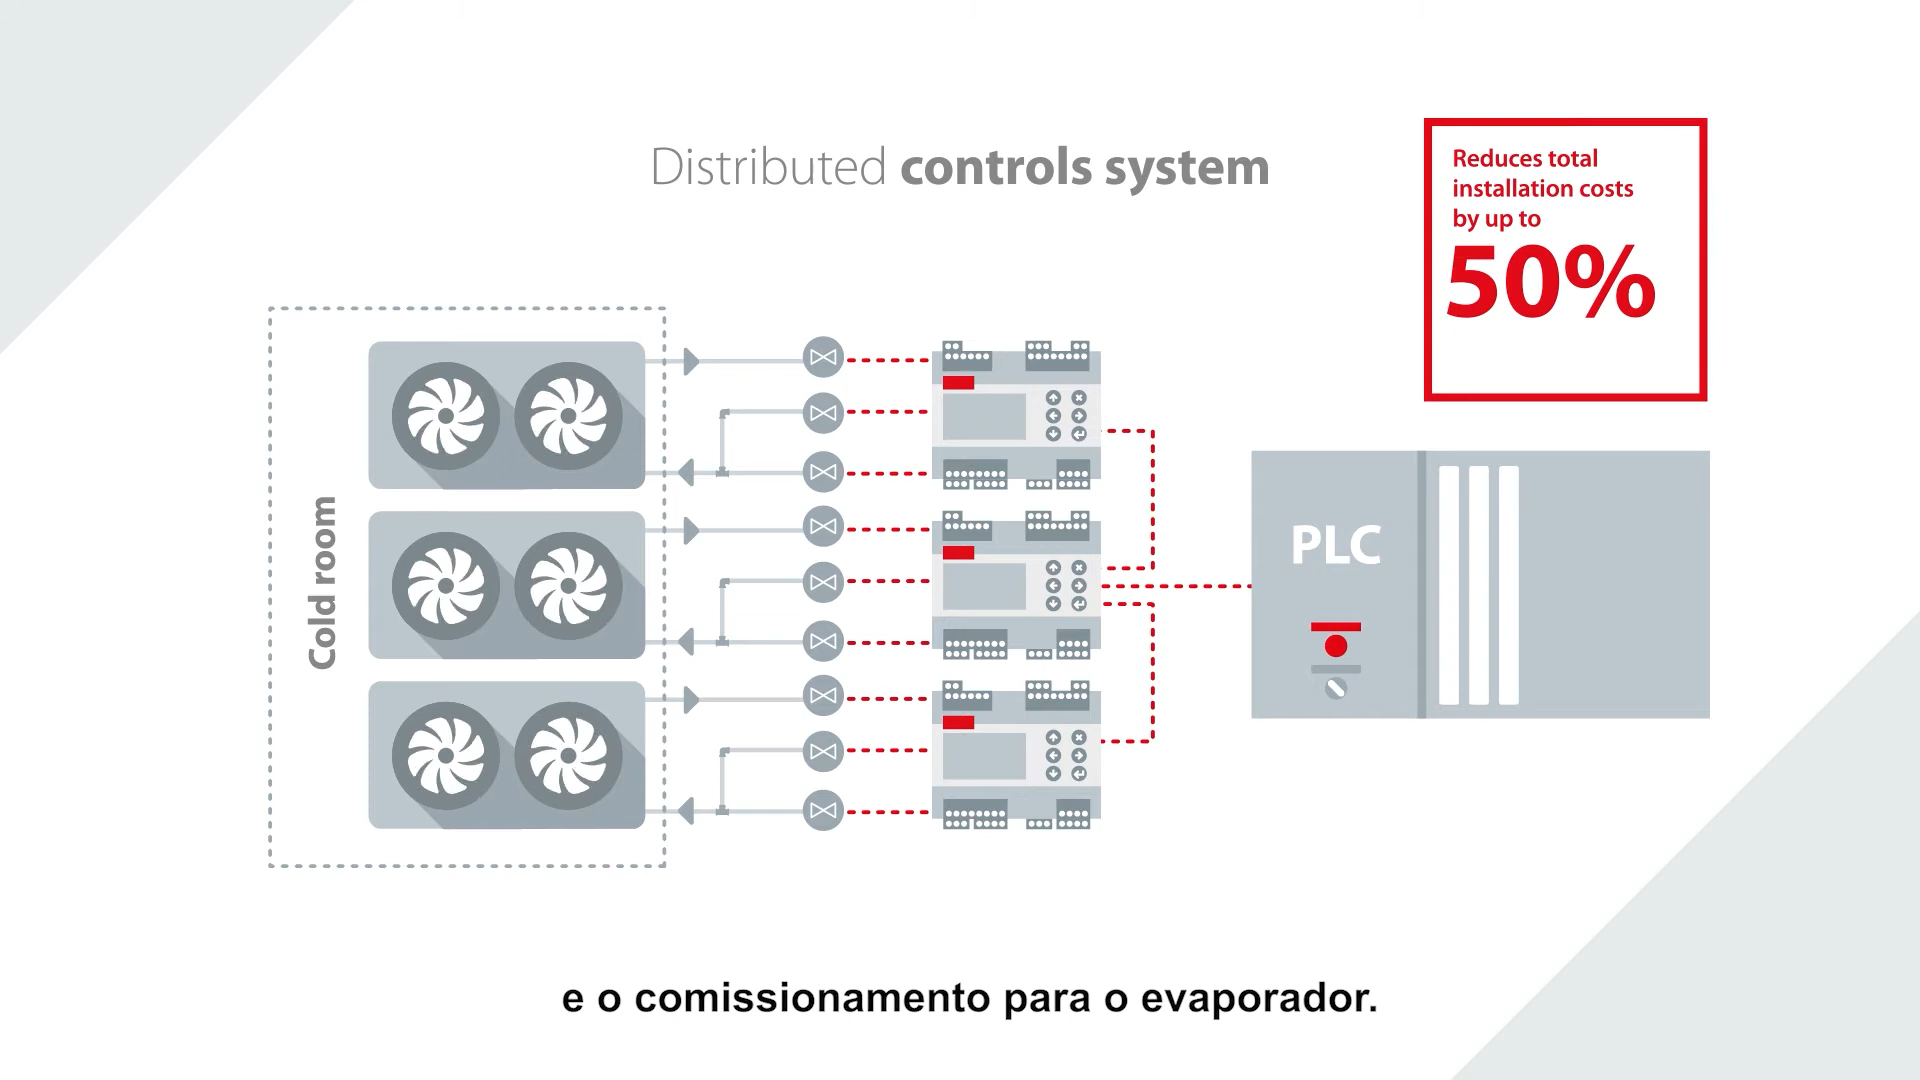 Distributed controls system
Reduces total
installation costs
by up to
50%
Cold room
PLC
e o comissionamento para o evaporador.